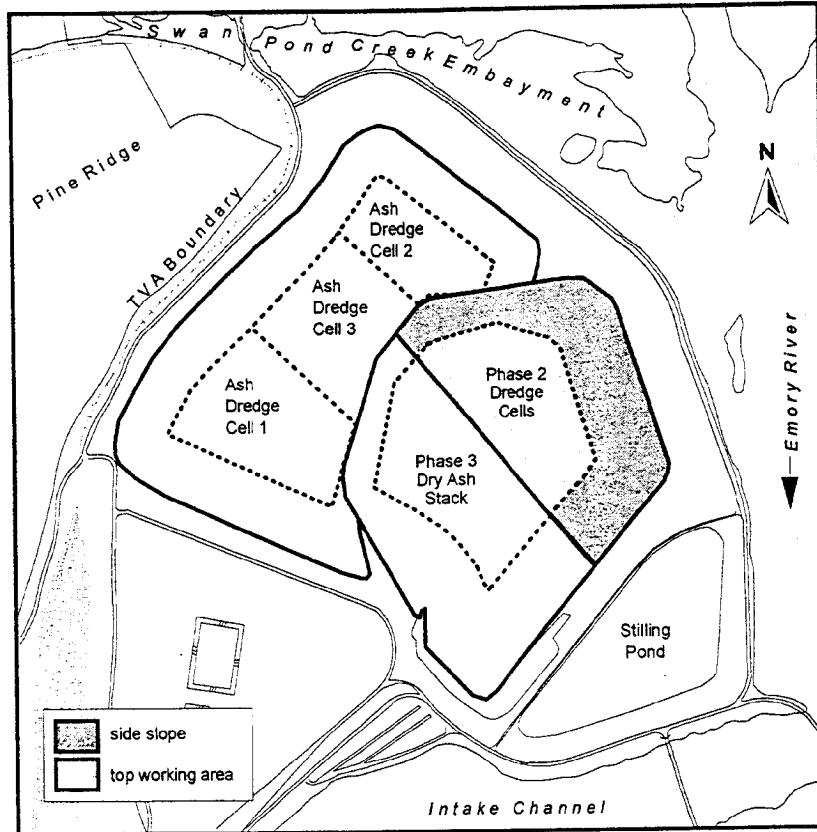 Swan Pond Creek Embayment
Pine Ridge
TVA Boundary
N
Ash
Dredge
Cell 2
Ash
Dredge
Cell 3
Ash
Dredge
Cell 1
Phase 2
Dredge
Cells
Phase 3
Dry Ash
Stack
Emory River
Stilling
Pond
side slope
top working area
Intake Channel